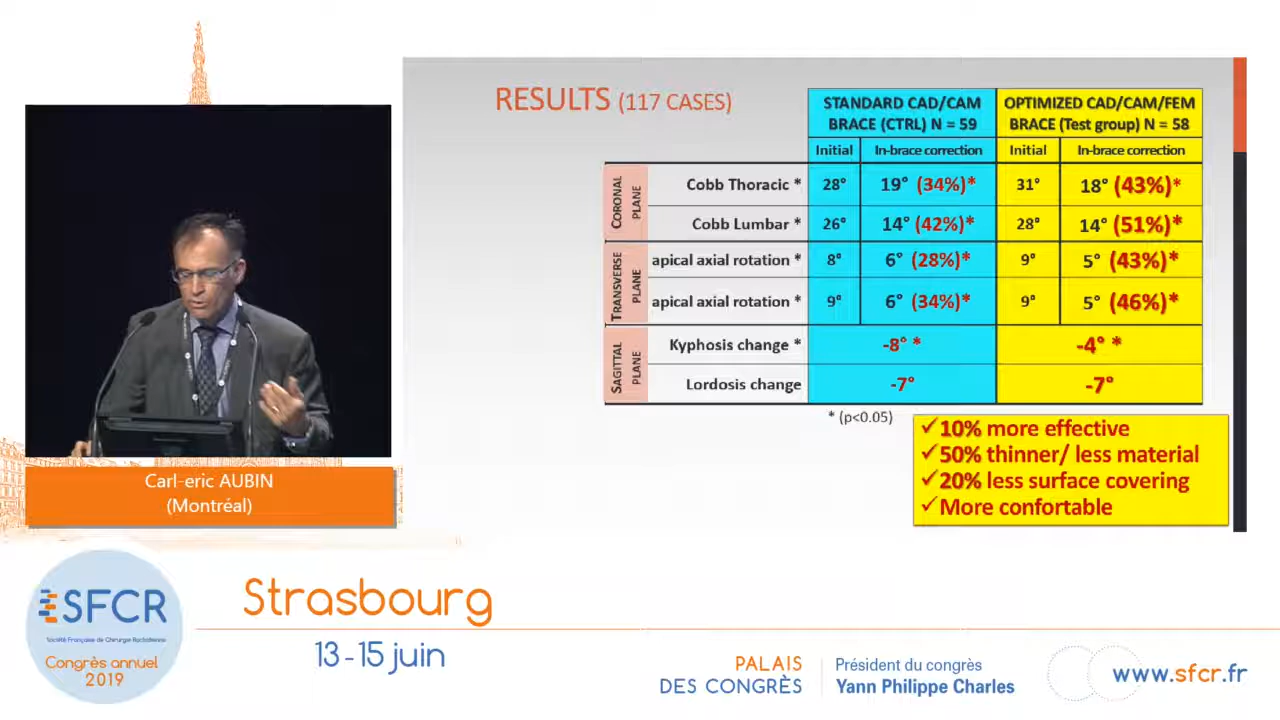 RESULTS (117 CASES)
STANDARD CAD/CAM BRACE (CTRL) N = 59
OPTIMIZED CAD/CAM/FEM BRACE (Test group) N = 58
Initial In-brace correction Initial In-brace correction
CORONAL PLANE
Cobb Thoracic * 28° 19° (34%)* 31° 18° (43%)*
Cobb Lumbar * 26° 14° (42%)* 28° 14° (51%)*
TRANSVERSE PLANE
apical axial rotation * 8° 6° (28%)* 9° 5° (43%)*
apical axial rotation * 9° 6° (34%)* 9° 5° (46%)*
SAGITTAL PLANE
Kyphosis change * -8° * -4° *
Lordosis change -7° -7°
* (p<0.05)
✓10% more effective
✓50% thinner/ less material
✓20% less surface covering
✓More confortable
Carl-eric AUBIN
(Montréal)
SFCR
Société Française de Chirurgie Rachidienne
Congrès annuel
2019
Strasbourg
13-15 juin
PALAIS
DES CONGRÈS
Président du congrès
Yann Philippe Charles
www.sfcr.fr